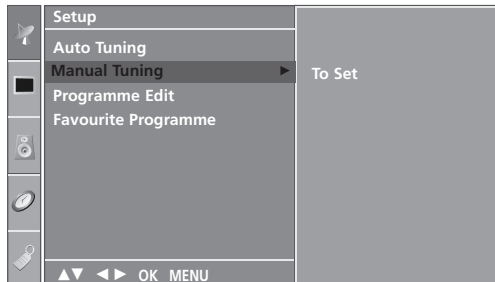 Setup
Auto Tuning
Manual Tuning ► To Set
Programme Edit
Favourite Programme
▲▼ ◄► OK MENU